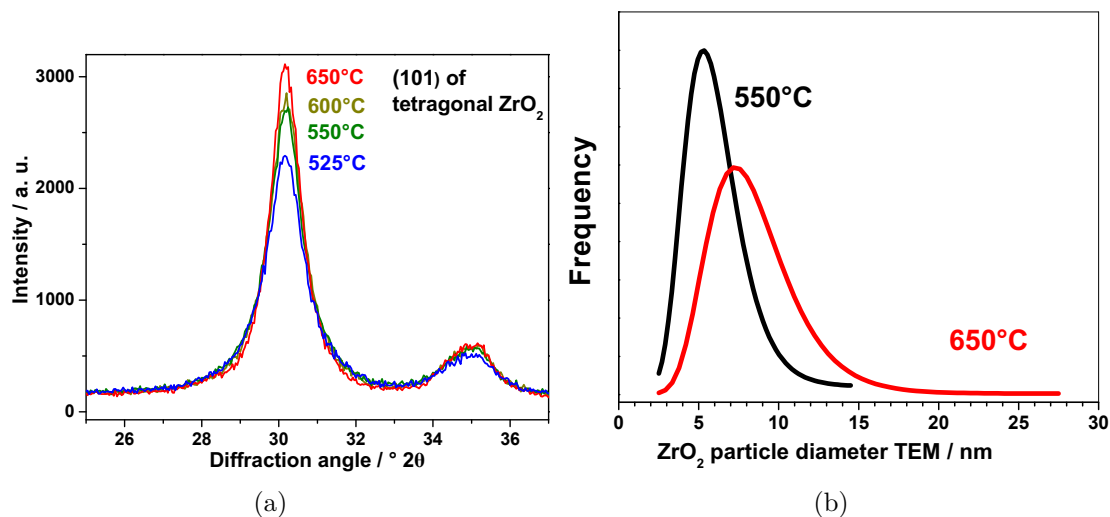 3000
2000
1000
0
Intensity / a. u.
650°C
600°C
550°C
525°C
(101) of
tetragonal ZrO2
26 28 30 32 34 36
Diffraction angle / ° 2θ
(a)
Frequency
550°C
650°C
0 5 10 15 20 25 30
ZrO2 particle diameter TEM / nm
(b)